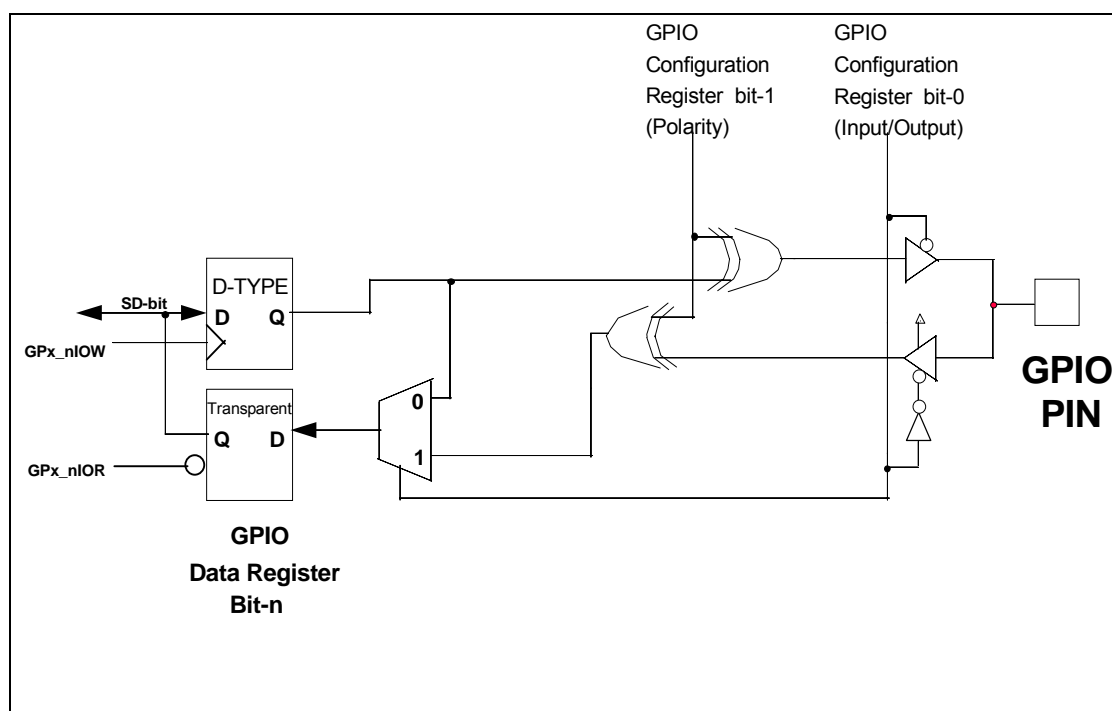 GPIO
Configuration
Register bit-1
(Polarity)
GPIO
Configuration
Register bit-0
(Input/Output)
D-TYPE
SD-bit
D Q
GPx_nIOW
Transparent
Q D
GPx_nIOR
0
1
GPIO
PIN
GPIO
Data Register
Bit-n